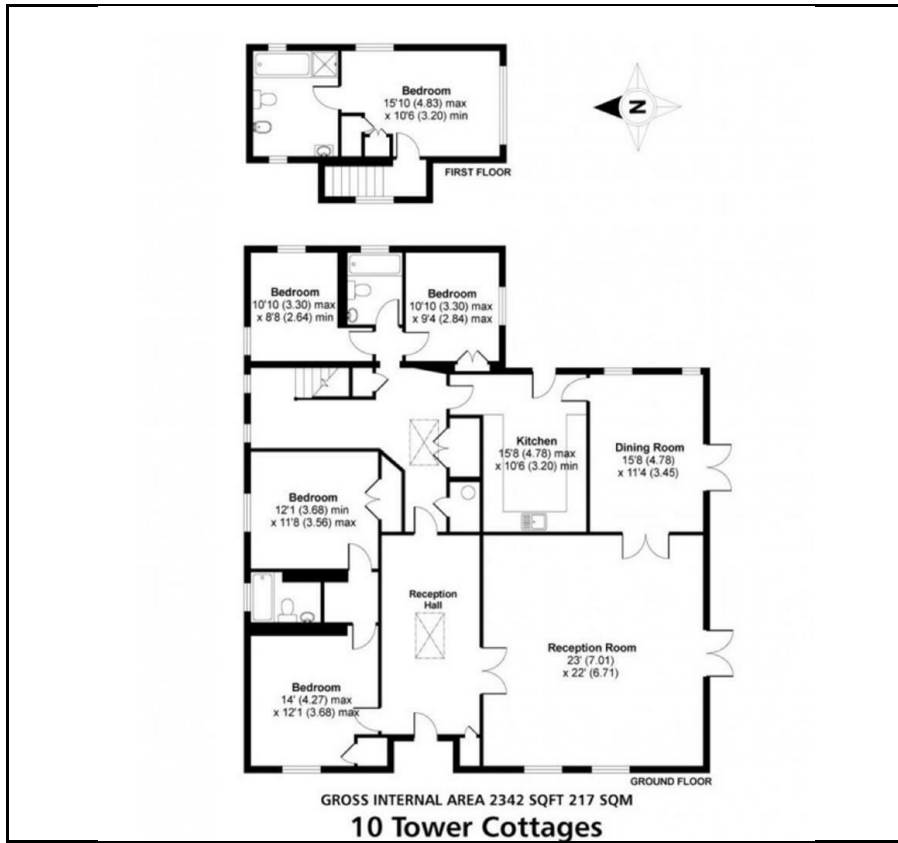 Bedroom
15'10 (4.83) max
x 10'6 (3.20) min
N
FIRST FLOOR
Bedroom
10'10 (3.30) max
x 8'8 (2.64) min
Bedroom
10'10 (3.30) max
x 9'4 (2.84) max
Kitchen
15'8 (4.78) max
x 10'6 (3.20) min
Dining Room
15'8 (4.78)
x 11'4 (3.45)
Bedroom
12'1 (3.68) min
x 11'8 (3.56) max
Reception
Hall
Reception Room
23' (7.01)
x 22' (6.71)
Bedroom
14' (4.27) max
x 12'1 (3.68) max
GROUND FLOOR
GROSS INTERNAL AREA 2342 SQFT 217 SQM
10 Tower Cottages